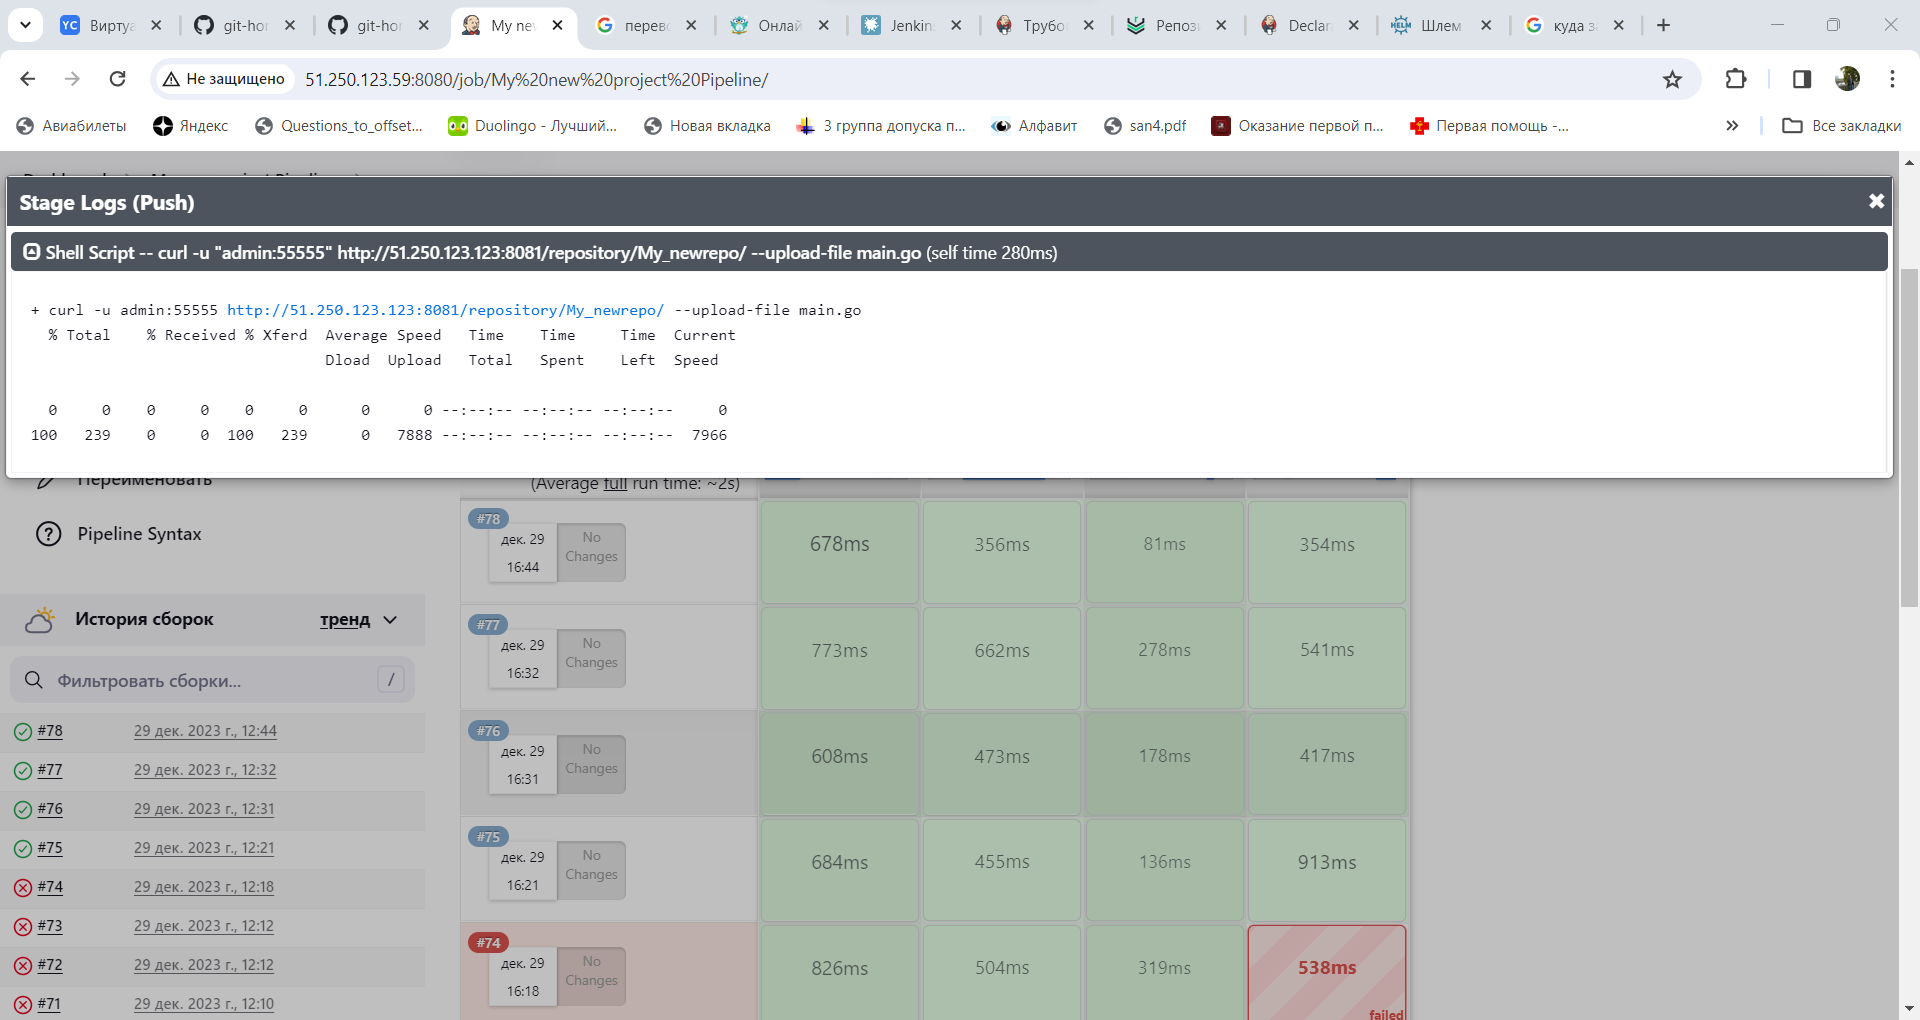 Виртуа
git-hor
git-hor
My nev
перево
Онлай
Jenkins
Трубо
Репози
Declara
Шлем
куда за
Не защищено
51.250.123.59:8080/job/My%20new%20project%20Pipeline/
Авиабилеты
Яндекс
Questions_to_offset...
Duolingo - Лучший...
Новая вкладка
3 группа допуска п...
Алфавит
san4.pdf
Оказание первой п...
Первая помощь -...
Все закладки
Stage Logs (Push)
Shell Script -- curl -u "admin:55555" http://51.250.123.123:8081/repository/My_newrepo/ --upload-file main.go (self time 280ms)
+ curl -u admin:55555 http://51.250.123.123:8081/repository/My_newrepo/ --upload-file main.go
% Total % Received % Xferd Average Speed Time Time Time Current
Dload Upload Total Spent Left Speed
0 0 0 0 0 0 0 0 --:--:-- --:--:-- --:--:-- 0
100 239 0 0 100 239 0 7888 --:--:-- --:--:-- --:--:-- 7966
Переименовать
Pipeline Syntax
История сборок
тренд
Фильтровать сборки...
/
#78 29 дек. 2023 г., 12:44
#77 29 дек. 2023 г., 12:32
#76 29 дек. 2023 г., 12:31
#75 29 дек. 2023 г., 12:21
#74 29 дек. 2023 г., 12:18
#73 29 дек. 2023 г., 12:12
#72 29 дек. 2023 г., 12:12
#71 29 дек. 2023 г., 12:10
(Average full run time: ~2s)
#78
дек. 29
16:44
No
Changes
678ms
356ms
81ms
354ms
#77
дек. 29
16:32
No
Changes
773ms
662ms
278ms
541ms
#76
дек. 29
16:31
No
Changes
608ms
473ms
178ms
417ms
#75
дек. 29
16:21
No
Changes
684ms
455ms
136ms
913ms
#74
дек. 29
16:18
No
Changes
826ms
504ms
319ms
538ms
failed